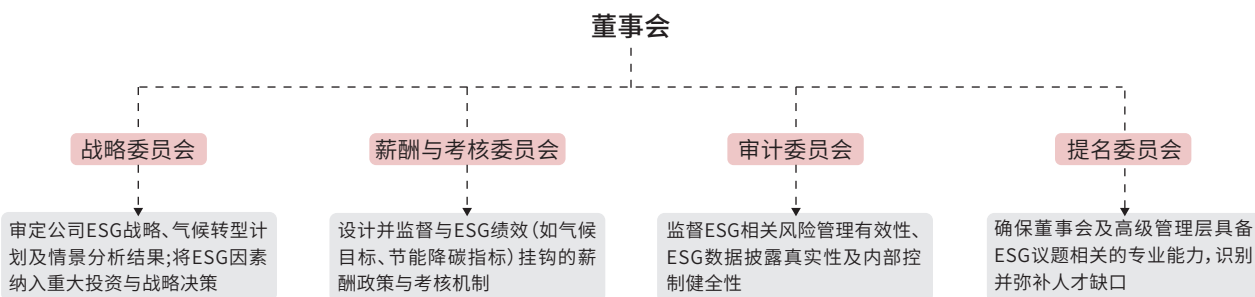 董事会
战略委员会
薪酬与考核委员会
审计委员会
提名委员会
审定公司ESG战略、气候转型计
划及情景分析结果;将ESG因素
纳入重大投资与战略决策
设计并监督与ESG绩效(如气候
目标、节能降碳指标)挂钩的薪
酬政策与考核机制
监督ESG相关风险管理有效性、
ESG数据披露真实性及内部控
制健全性
确保董事会及高级管理层具备
ESG议题相关的专业能力,识别
并弥补人才缺口